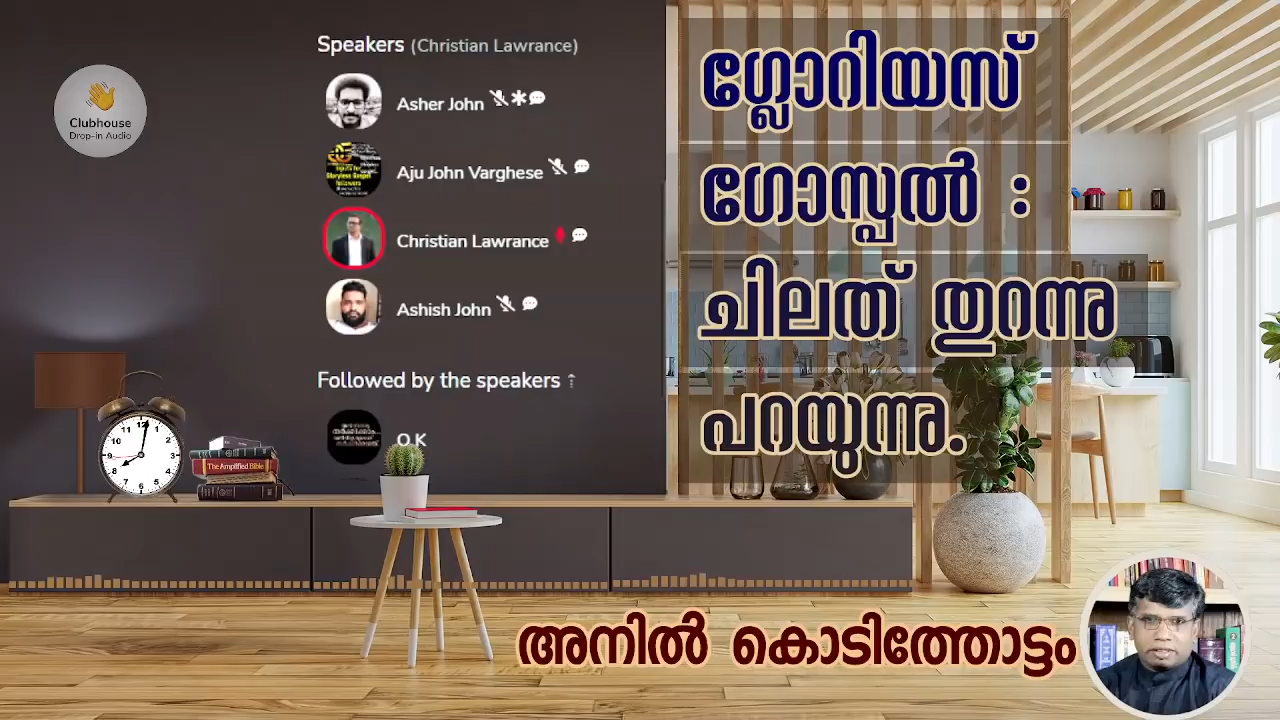 Speakers (Christian Lawrance)
Clubhouse
Drop-in Audio
Asher John
Aju John Varghese
Christian Lawrance
Ashish John
Followed by the speakers
O K
ഗ്ലോറിയസ്
ഗോസ്പൽ :
ചിലത് തുറന്നു
പറയുന്നു.
The Amplified Bible
അനിൽ കൊടിത്തോട്ടം